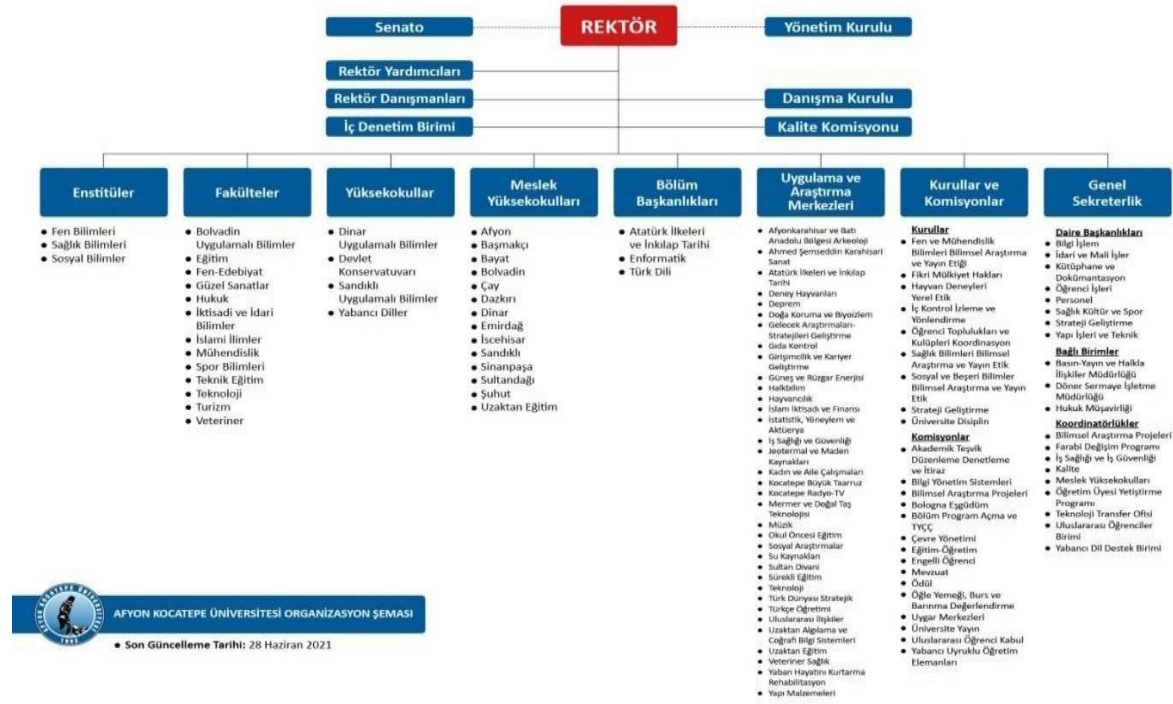 Senato
REKTÖR
Yönetim Kurulu
Rektör Yardımcıları
Rektör Danışmanları
Danışma Kurulu
İç Denetim Birimi
Kalite Komisyonu
Enstitüler
• Fen Bilimleri
• Sağlık Bilimleri
• Sosyal Bilimler
Fakülteler
• Bolvadin
Uygulamalı Bilimler
• Eğitim
• Fen-Edebiyat
• Güzel Sanatlar
• Hukuk
• İktisadi ve İdari
Bilimler
• İslami İlimler
• Mühendislik
• Spor Bilimleri
• Teknik Eğitim
• Teknoloji
• Turizm
• Veteriner
Yüksekokullar
• Dinar
Uygulamalı Bilimler
• Devlet
Konservatuvarı
• Sandıklı
Uygulamalı Bilimler
• Yabancı Diller
Meslek
Yüksekokulları
• Afyon
• Başmakçı
• Bayat
• Bolvadin
• Çay
• Dazkırı
• Dinar
• Emirdağ
• İscehisar
• Sandıklı
• Sinanpaşa
• Sultandağı
• Şuhut
• Uzaktan Eğitim
Bölüm
Başkanlıkları
• Atatürk İlkeleri
ve İnkılap Tarihi
• Enformatik
• Türk Dili
Uygulama ve
Araştırma
Merkezleri
• Afyonkarahisar ve Batı
Anadolu Bölgesi Arkeoloji
• Ahmed Şemseddin Karahisari
Sanat
• Atatürk İlkeleri ve İnkılap
Tarihi
• Deney Hayvanları
• Deprem
• Doğa Koruma ve Biyoizlem
• Gelecek Araştırmaları-
Stratejileri Geliştirme
• Gıda Kontrol
• Girişimcilik ve Kariyer
Geliştirme
• Güneş ve Rüzgar Enerjisi
• Halkbilim
• Hayvancılık
• İslam İktisadı ve Finansı
• İstatistik, Yöneylem ve
Aktüerya
• İş Sağlığı ve Güvenliği
• Jeotermal ve Maden
Kaynakları
• Kadın ve Aile Çalışmaları
• Kocatepe Büyük Taarruz
• Kocatepe Radyo-TV
• Mermer ve Doğal Taş
Teknolojisi
• Müzik
• Okul Öncesi Eğitim
• Sosyal Araştırmalar
• Su Kaynakları
• Sultan Divani
• Sürekli Eğitim
• Teknoloji
• Türk Dünyası Stratejik
• Türkçe Öğretimi
• Uluslararası İlişkiler
• Uzaktan Algılama ve
Coğrafi Bilgi Sistemleri
• Uzaktan Eğitim
• Veteriner Sağlık
• Yaban Hayatını Kurtarma
Rehabilitasyon
• Yapı Malzemeleri
Kurullar ve
Komisyonlar
Kurullar
• Fen ve Mühendislik
Bilimleri Bilimsel Araştırma
ve Yayın Etiği
• Fikri Mülkiyet Hakları
• Hayvan Deneyleri
Yerel Etik
• İç Kontrol İzleme ve
Yönlendirme
• Öğrenci Toplulukları ve
Kulüpleri Koordinasyon
• Sağlık Bilimleri Bilimsel
Araştırma ve Yayın Etik
• Sosyal ve Beşeri Bilimler
Bilimsel Araştırma ve Yayın
Etik
• Strateji Geliştirme
• Üniversite Disiplin
Komisyonlar
• Akademik Teşvik
Düzenleme Denetleme
ve İtiraz
• Bilgi Yönetim Sistemleri
• Bilimsel Araştırma Projeleri
• Bologna Eşgüdüm
• Bölüm Program Açma ve
TYÇÇ
• Çevre Yönetimi
• Eğitim-Öğretim
• Engelli Öğrenci
• Mevzuat
• Ödül
• Öğle Yemeği, Burs ve
Barınma Değerlendirme
• Uygar Merkezleri
• Üniversite Yayın
• Uluslararası Öğrenci Kabul
• Yabancı Uyruklu Öğretim
Elemanları
Genel
Sekreterlik
Daire Başkanlıkları
• Bilgi İşlem
• İdari ve Mali İşler
• Kütüphane ve
Dokümantasyon
• Öğrenci İşleri
• Personel
• Sağlık Kültür ve Spor
• Strateji Geliştirme
• Yapı İşleri ve Teknik
Bağlı Birimler
• Basın-Yayın ve Halkla
İlişkiler Müdürlüğü
• Döner Sermaye İşletme
Müdürlüğü
• Hukuk Müşavirliği
Koordinatörlükler
• Bilimsel Araştırma Projeleri
• Farabi Değişim Programı
• İş Sağlığı ve İş Güvenliği
• Kalite
• Meslek Yüksekokulları
• Öğretim Üyesi Yetiştirme
Programı
• Teknoloji Transfer Ofisi
• Uluslararası Öğrenciler
Birimi
• Yabancı Dil Destek Birimi
AFYON KOCATEPE ÜNİVERSİTESİ
1992
AFYON KOCATEPE ÜNİVERSİTESİ ORGANİZASYON ŞEMASI
• Son Güncelleme Tarihi: 28 Haziran 2021